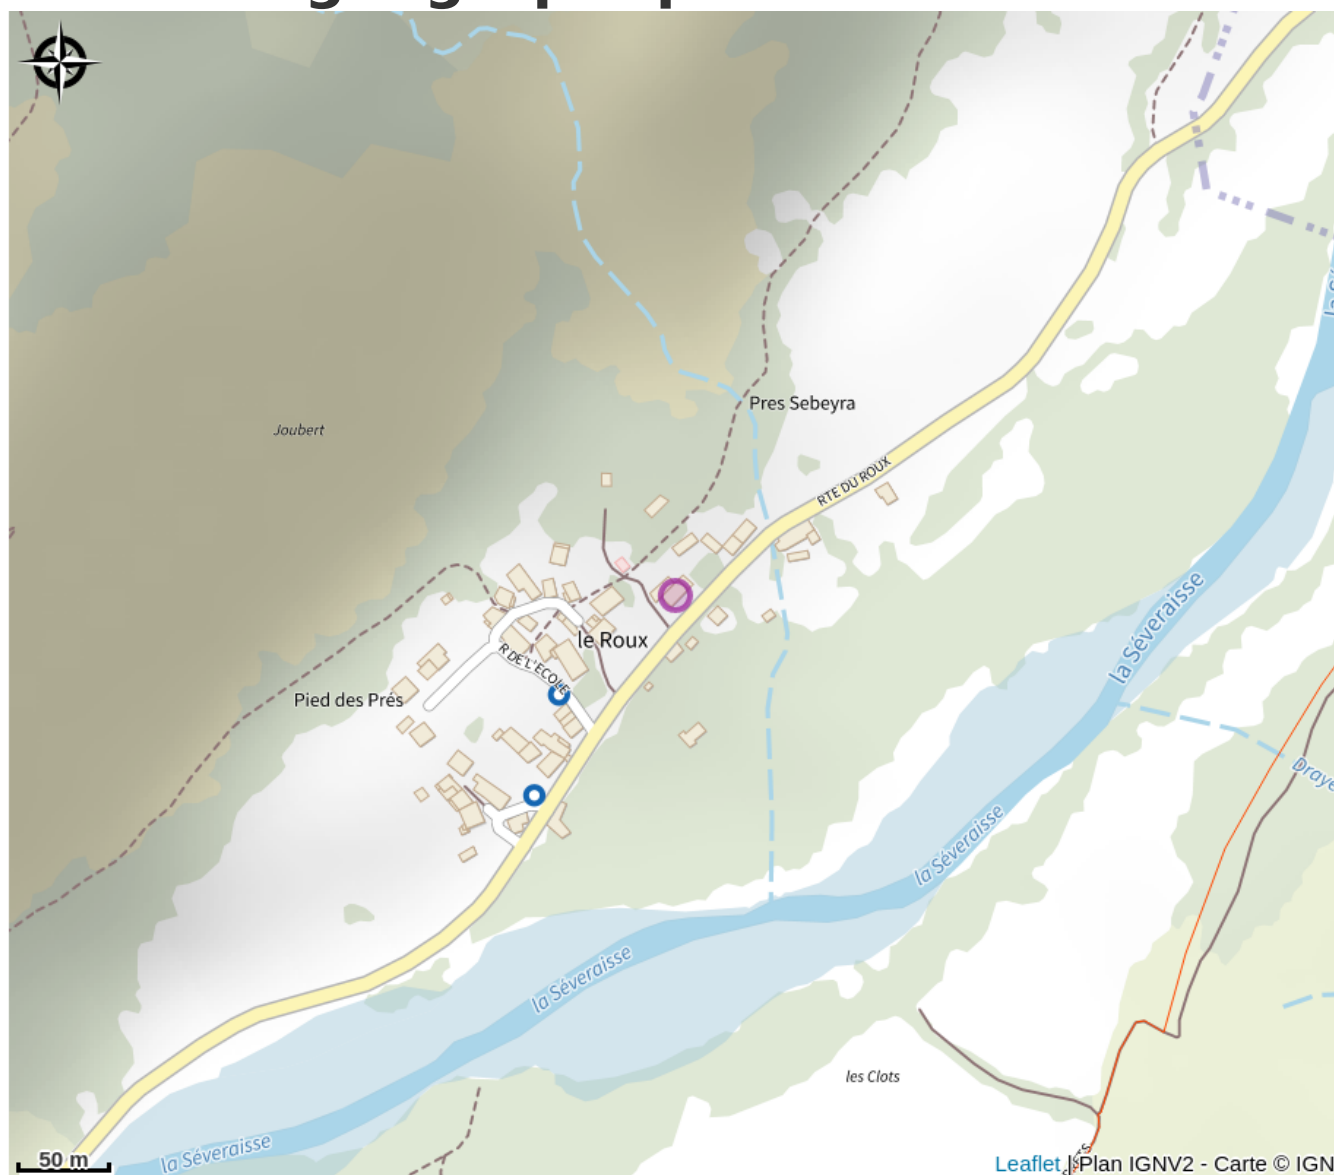 Pres Sebeyra
Joubert
RTE DU ROUX
la Séveraisse
le Roux
R DE L'ECOLE
Pied des Prés
Draye
la Séveraisse
la Séveraisse
les Clots
la Séveraisse
50 m
Leaflet | Plan IGNV2 - Carte © IGN